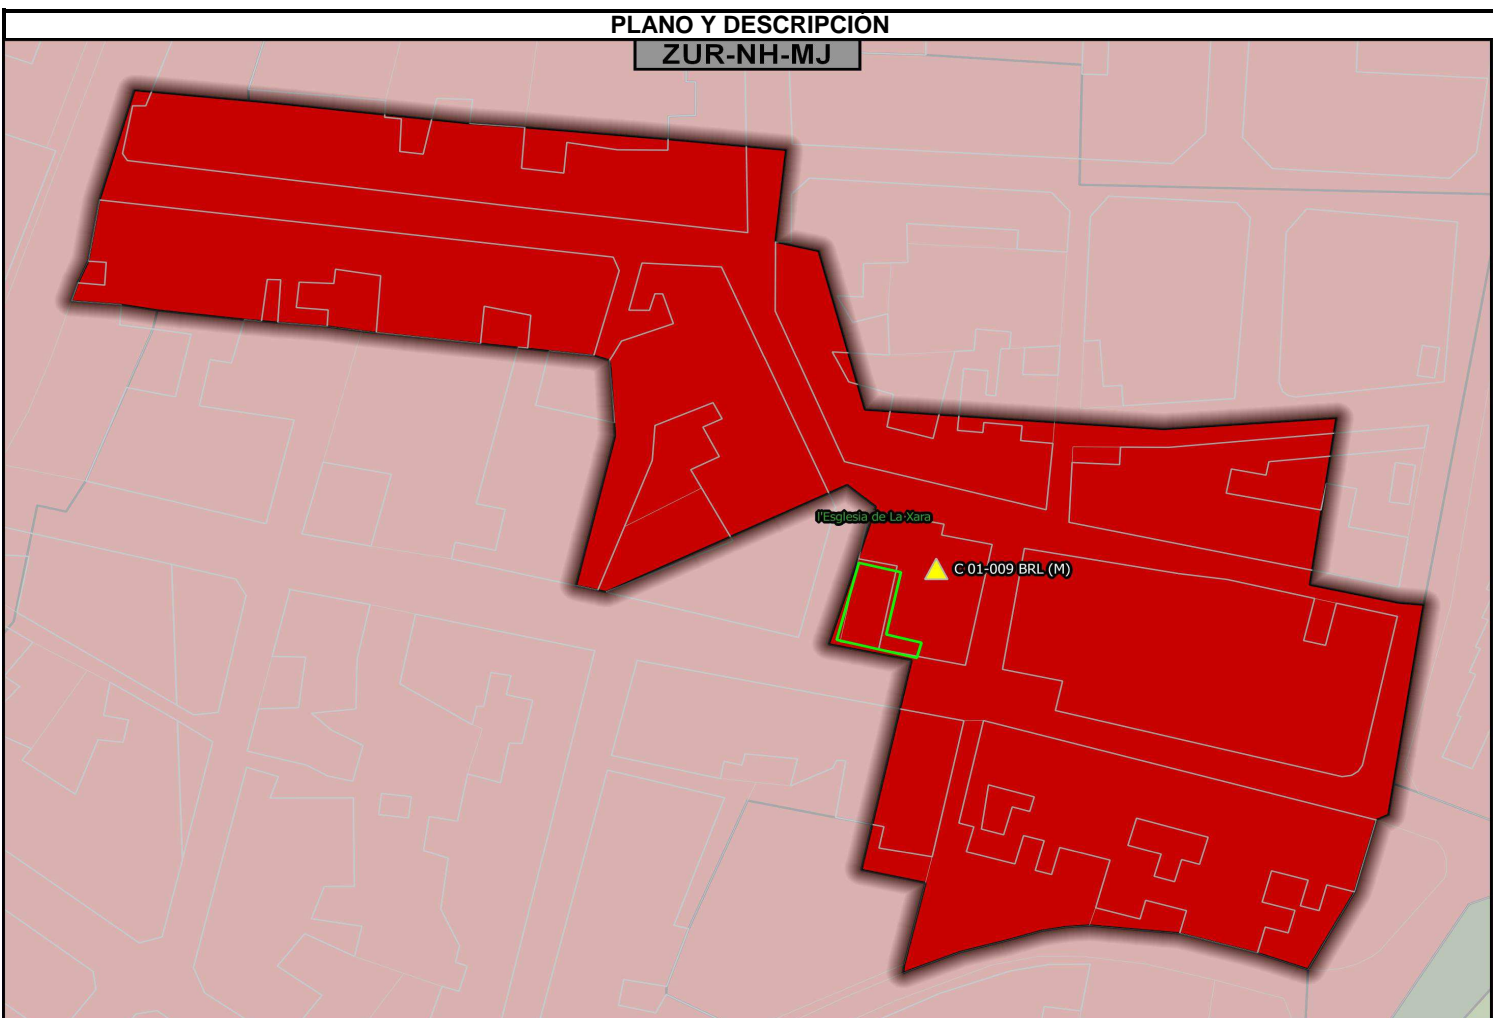 PLANO Y DESCRIPCIÓN
ZUR-NH-MJ
l'Esglesia de La Xara
C 01-009 BRL (M)